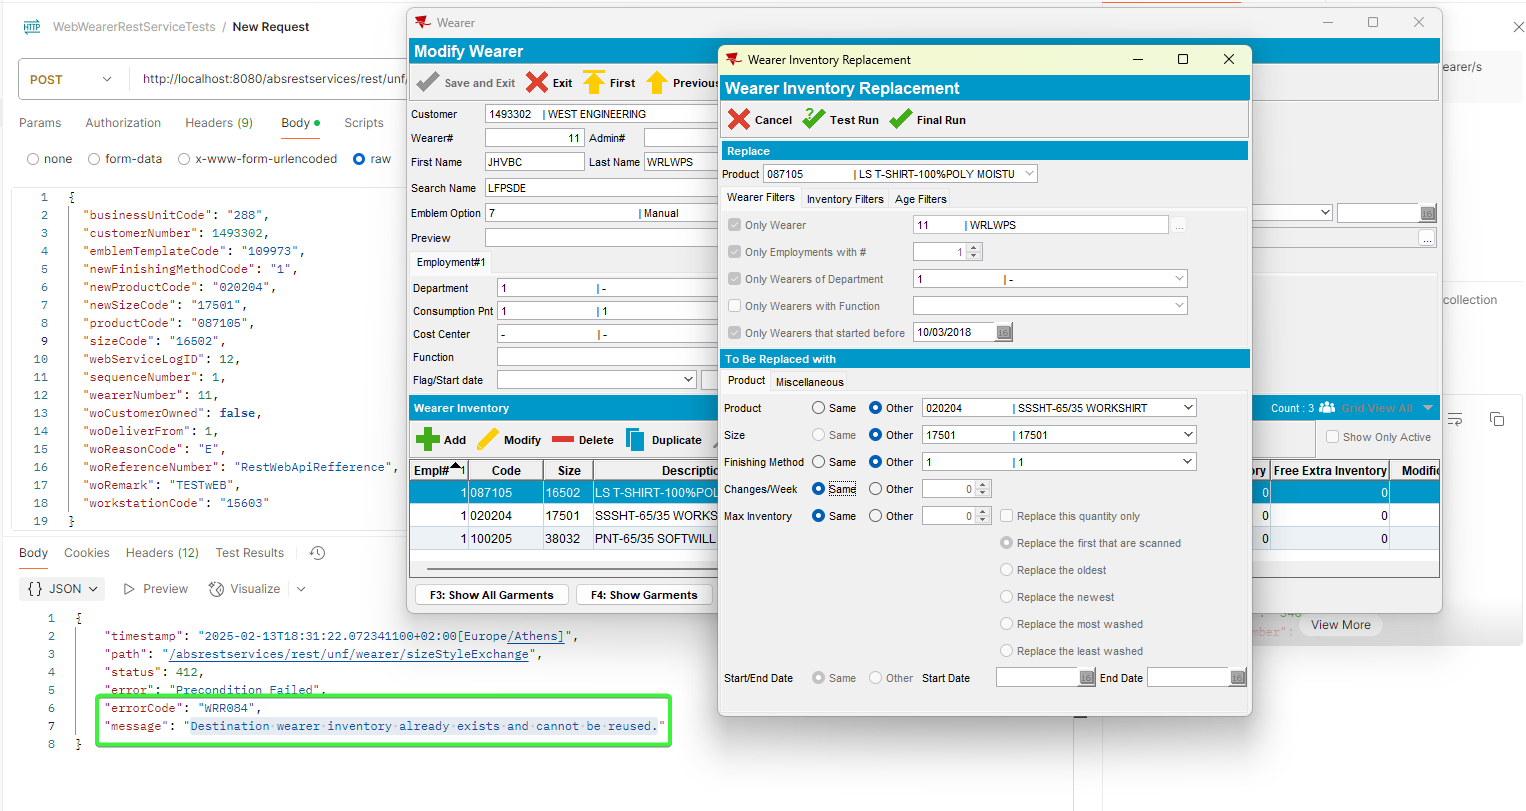 HTTP WebWearerRestServiceTests / New Request
POST http://localhost:8080/absrestservices/rest/unf/
Params Authorization Headers (9) Body Scripts
none form-data x-www-form-urlencoded raw
1 {
2 "businessUnitCode": "288",
3 "customerNumber": 1493302,
4 "emblemTemplateCode": "109973",
5 "newFinishingMethodCode": "1",
6 "newProductCode": "020204",
7 "newSizeCode": "17501",
8 "productCode": "087105",
9 "sizeCode": "16502",
10 "webServiceLogID": 12,
11 "sequenceNumber": 1,
12 "wearerNumber": 11,
13 "woCustomerOwned": false,
14 "woDeliverFrom": 1,
15 "woReasonCode": "E",
16 "woReferenceNumber": "RestWebApiRefference",
17 "woRemark": "TESTwEB",
18 "workstationCode": "15603"
19 }
Body Cookies Headers (12) Test Results
{} JSON Preview Visualize
1 {
2 "timestamp": "2025-02-13T18:31:22.072341100+02:00[Europe/Athens]",
3 "path": "/absrestservices/rest/unf/wearer/sizeStyleExchange",
4 "status": 412,
5 "error": "Precondition Failed",
6 "errorCode": "WRR084",
7 "message": "Destination wearer inventory already exists and cannot be reused."
8 }
Wearer
Modify Wearer
Save and Exit Exit First Previous
Customer 1493302 | WEST ENGINEERING
Wearer# 11 Admin#
First Name JHVBC Last Name WRLWPS
Search Name LFPSDE
Emblem Option 7 | Manual
Preview
Employment#1
Department 1 | -
Consumption Pnt 1 | 1
Cost Center - | -
Function
Flag/Start date
Wearer Inventory
Add Modify Delete Duplicate
Empl# 1 Code Size Descriptio
1 087105 16502 LS T-SHIRT-100%POLY
1 020204 17501 SSSHT-65/35 WORKS
1 100205 38032 PNT-65/35 SOFTWILL
F3: Show All Garments F4: Show Garments
Wearer Inventory Replacement
Wearer Inventory Replacement
Cancel Test Run Final Run
Replace
Product 087105 | LS T-SHIRT-100%POLY MOISTU
Wearer Filters Inventory Filters Age Filters
Only Wearer 11 | WRLWPS ...
Only Employments with # 1
Only Wearers of Department 1 | -
Only Wearers with Function
Only Wearers that started before 10/03/2018 16
To Be Replaced with
Product Miscellaneous
Product Same Other 020204 | SSSHT-65/35 WORKSHIRT
Size Same Other 17501 | 17501
Finishing Method Same Other 1 | 1
Changes/Week Same Other 0
Max Inventory Same Other 0 Replace this quantity only
Replace the first that are scanned
Replace the oldest
Replace the newest
Replace the most washed
Replace the least washed
Start/End Date Same Other Start Date 16 End Date 16
16
...
Count : 3 Grid View All
Show Only Active
ory Free Extra Inventory Modific
0 0
0 0
0 0
earer/s
collection
346
mber":
View More